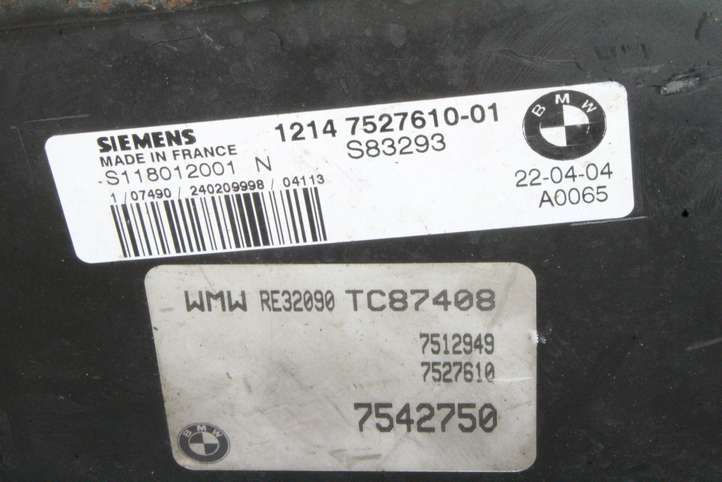 SIEMENS 1214 7527610-01
MADE IN FRANCE S83293
S118012001 N
1/07490/240209998/04113
BMW
22-04-04
A0065
WMW RE32090 TC87408
7512949
7527610
7542750
BMW